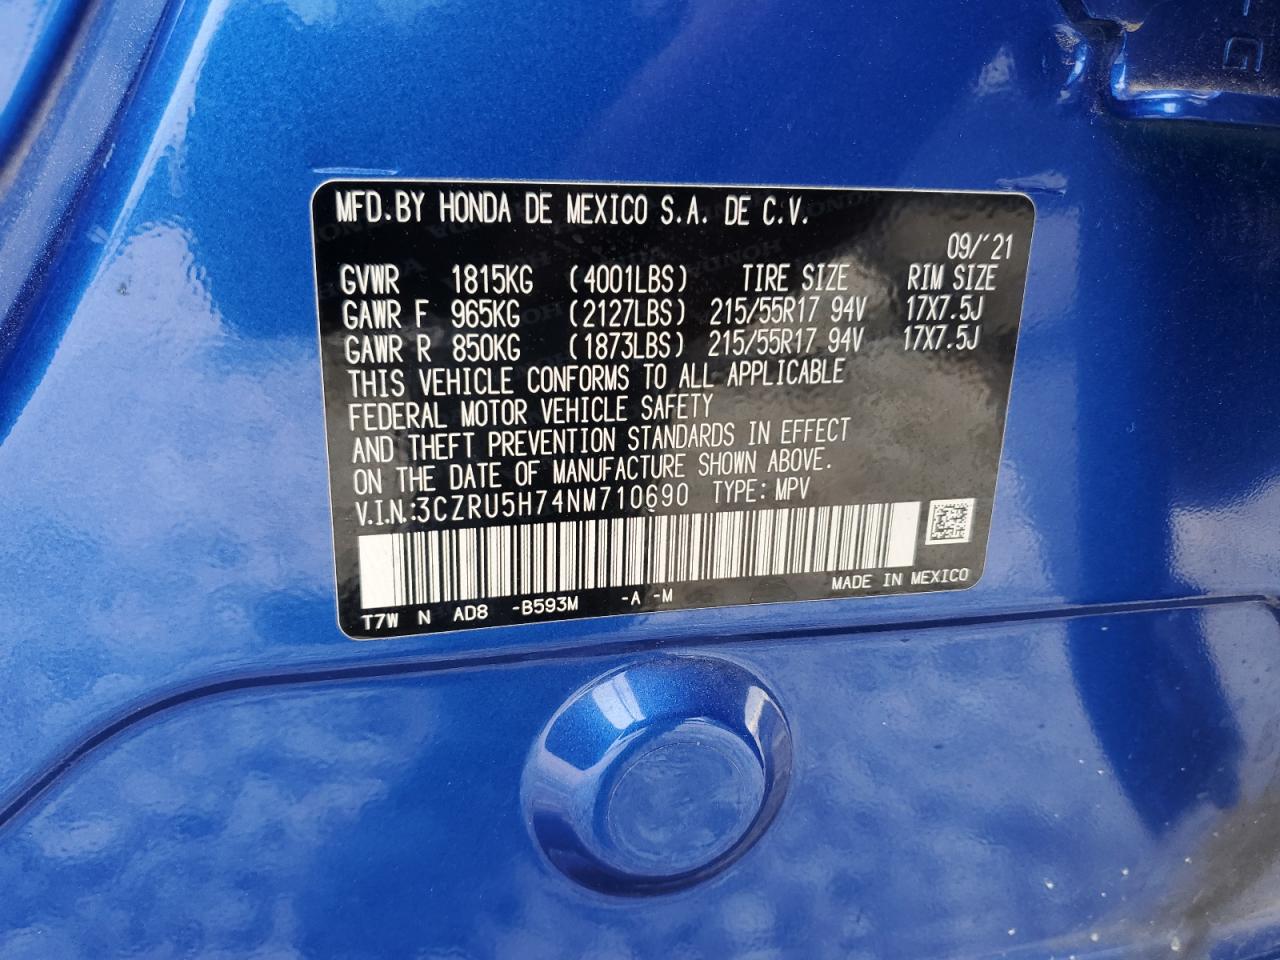 MFD. BY HONDA DE MEXICO S.A. DE C.V.
09/'21
GVWR 1815KG (4001LBS) TIRE SIZE RIM SIZE
GAWR F 965KG (2127LBS) 215/55R17 94V 17X7.5J
GAWR R 850KG (1873LBS) 215/55R17 94V 17X7.5J
THIS VEHICLE CONFORMS TO ALL APPLICABLE
FEDERAL MOTOR VEHICLE SAFETY
AND THEFT PREVENTION STANDARDS IN EFFECT
ON THE DATE OF MANUFACTURE SHOWN ABOVE.
V.I.N.:3CZRU5H74NM710690 TYPE: MPV
MADE IN MEXICO
T7W N AD8 -B593M -A -M